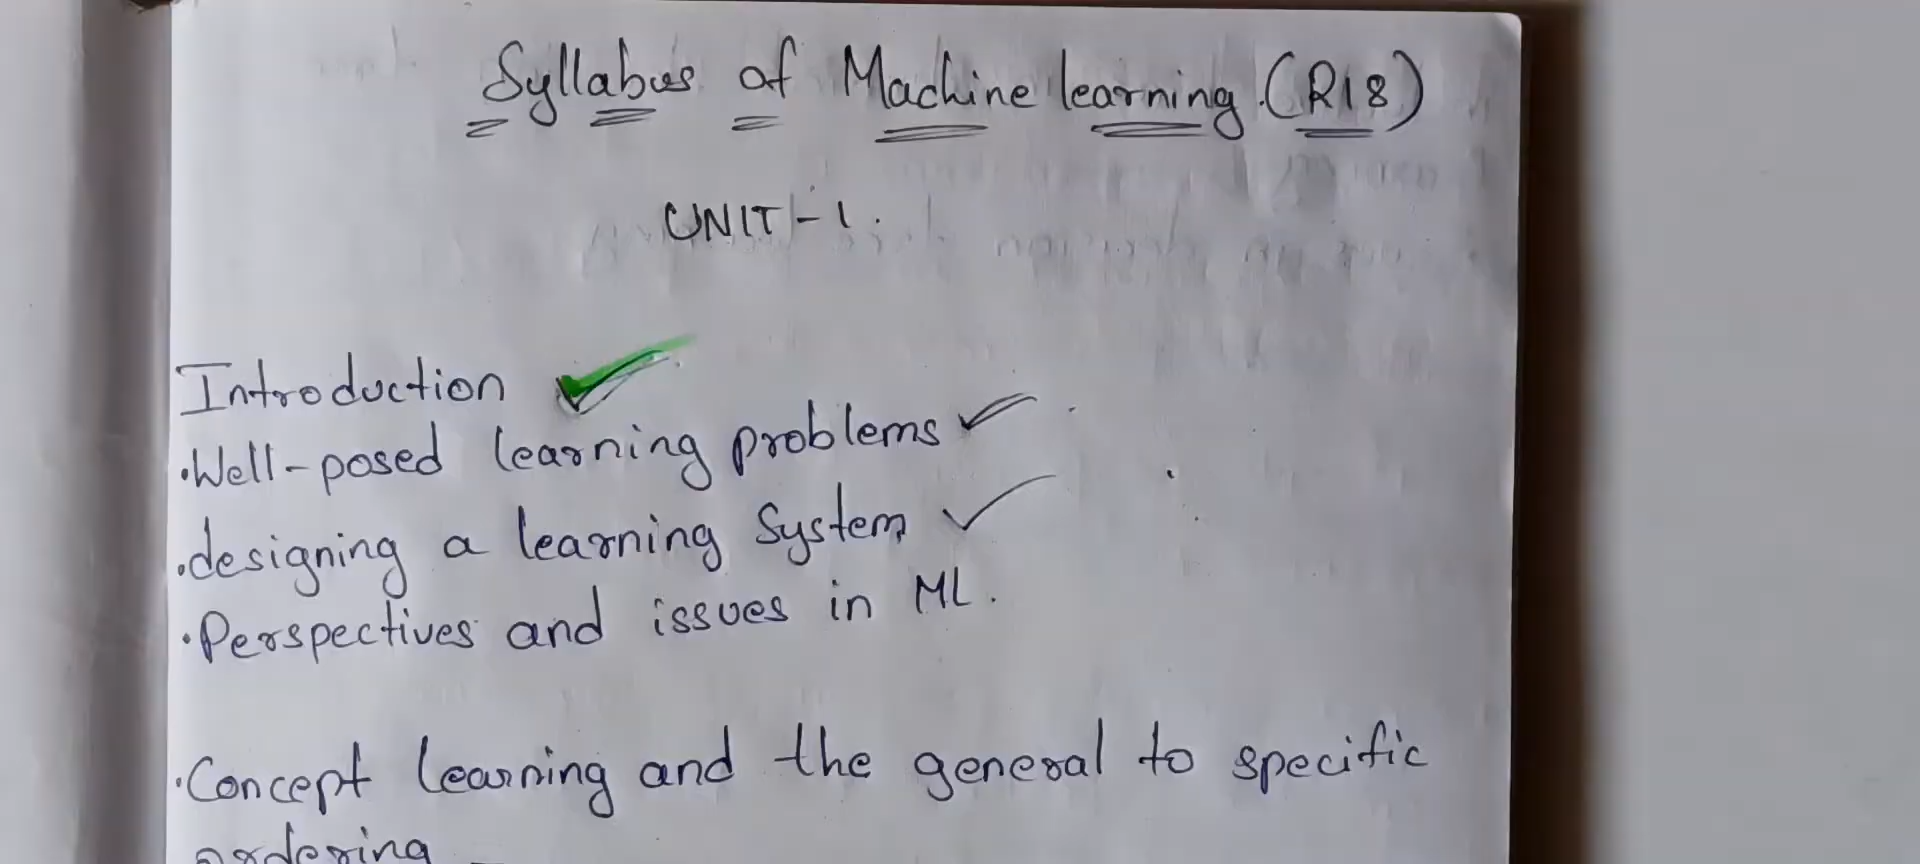 Syllabus of Machine learning.(R18)
UNIT-1.
Introduction ✓
·Well-posed learning problems ✓
·designing a learning System ✓
·Perspectives and issues in ML.
·Concept learning and the general to specific
ordering